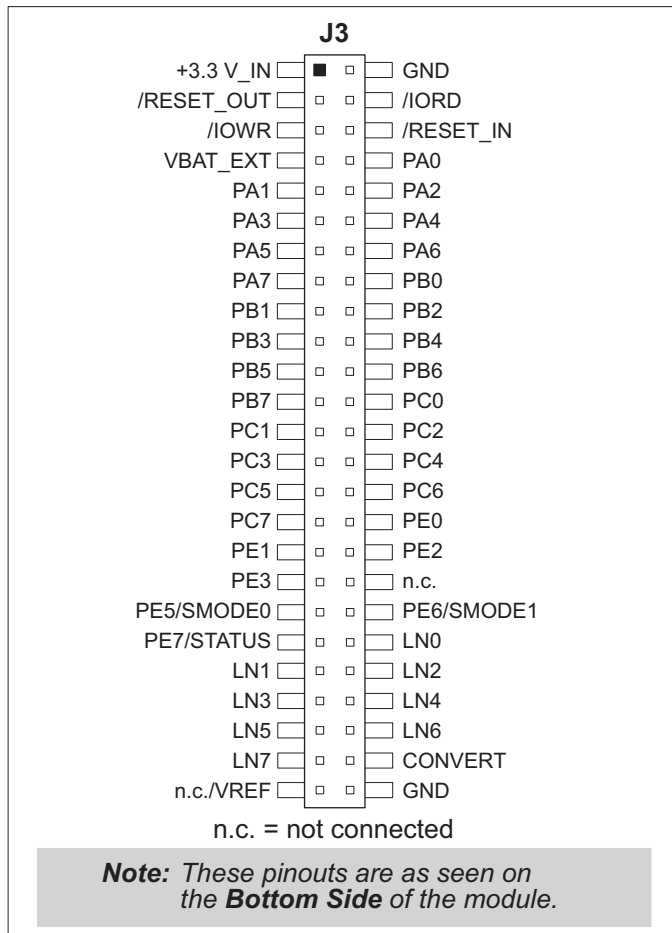 J3
+3.3 V_IN GND
/RESET_OUT /IORD
/IOWR /RESET_IN
VBAT_EXT PA0
PA1 PA2
PA3 PA4
PA5 PA6
PA7 PB0
PB1 PB2
PB3 PB4
PB5 PB6
PB7 PC0
PC1 PC2
PC3 PC4
PC5 PC6
PC7 PE0
PE1 PE2
PE3 n.c.
PE5/SMODE0 PE6/SMODE1
PE7/STATUS LN0
LN1 LN2
LN3 LN4
LN5 LN6
LN7 CONVERT
n.c./VREF GND
n.c. = not connected
Note: These pinouts are as seen on
the Bottom Side of the module.